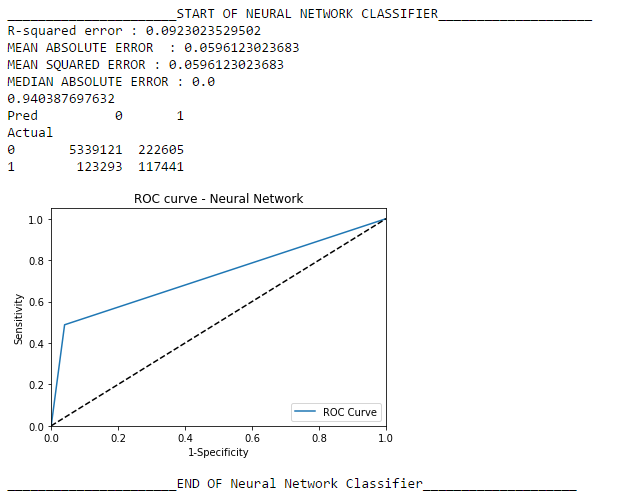 ______________________START OF NEURAL NETWORK CLASSIFIER____________________
R-squared error : 0.0923023529502
MEAN ABSOLUTE ERROR  : 0.0596123023683
MEAN SQUARED ERROR : 0.0596123023683
MEDIAN ABSOLUTE ERROR : 0.0
0.940387697632
Pred          0       1
Actual
0       5339121  222605
1        123293  117441
ROC curve - Neural Network
1.0
0.8
0.6
0.4
0.2
0.0
Sensitivity
ROC Curve
0.0 0.2 0.4 0.6 0.8 1.0
1-Specificity
______________________END OF Neural Network Classifier____________________